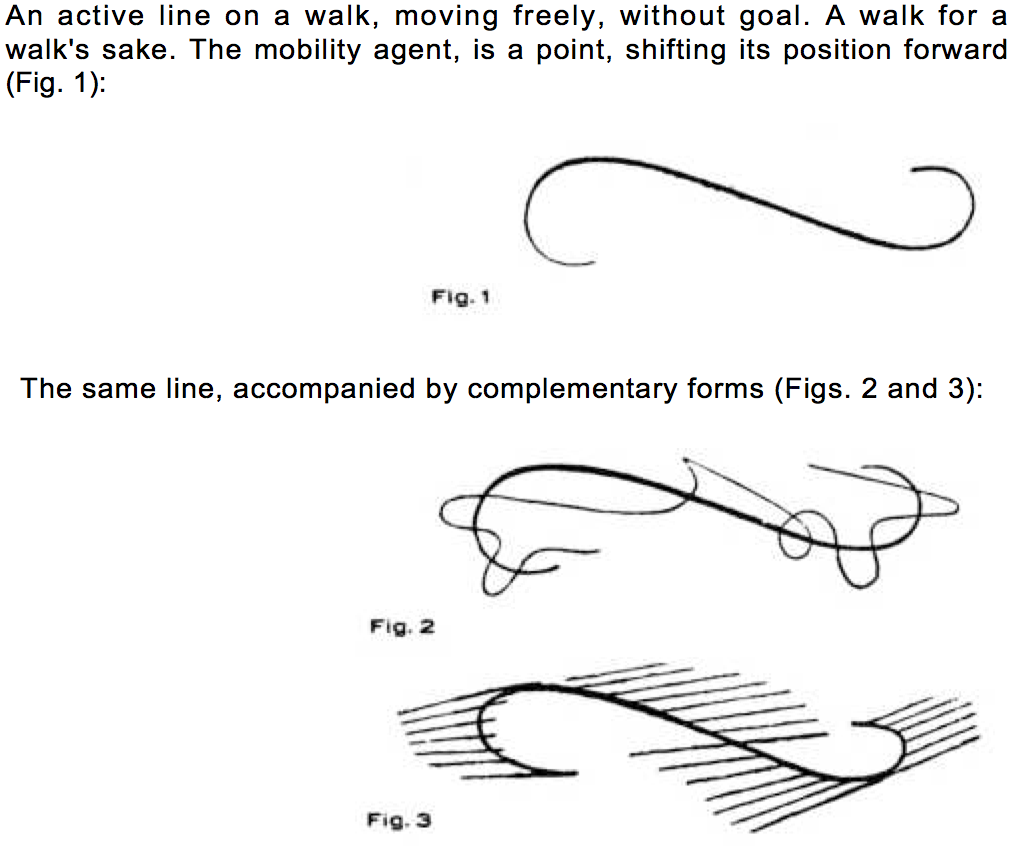 An active line on a walk, moving freely, without goal. A walk for a
walk's sake. The mobility agent, is a point, shifting its position forward
(Fig. 1):
Fig. 1
The same line, accompanied by complementary forms (Figs. 2 and 3):
Fig. 2
Fig. 3